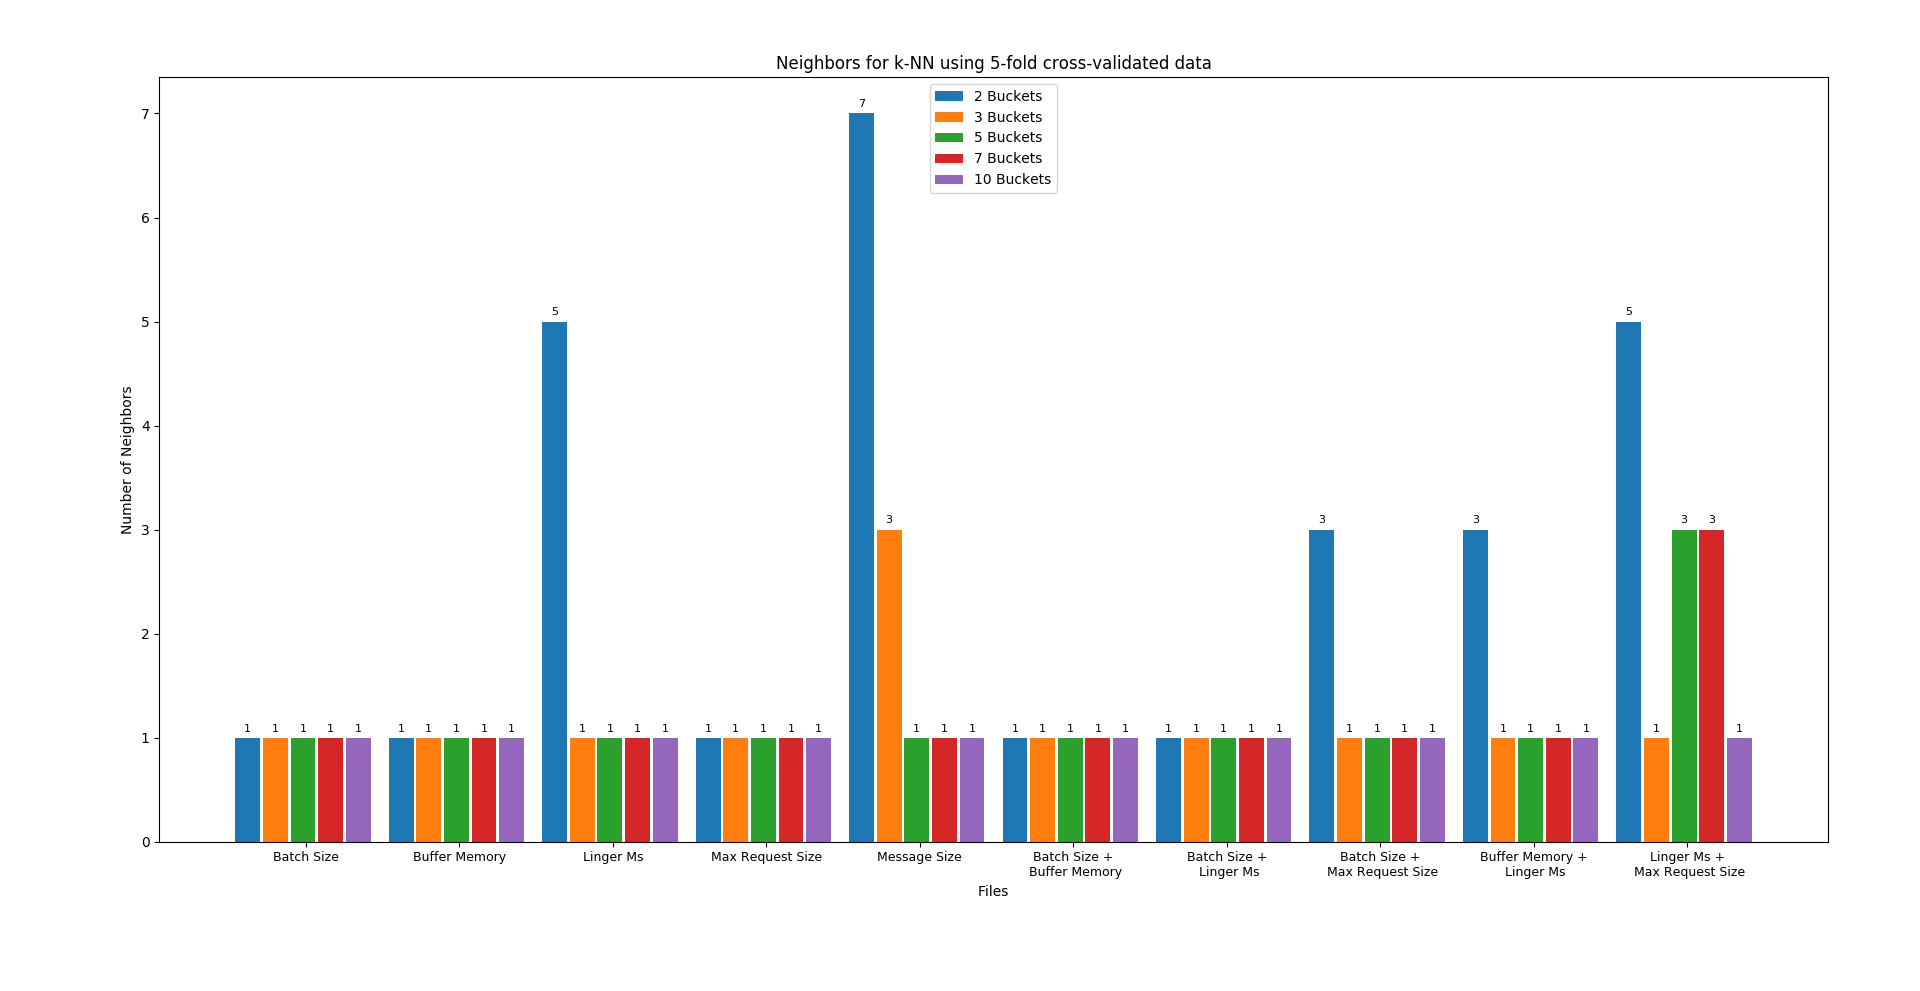 Neighbors for k-NN using 5-fold cross-validated data
2 Buckets
3 Buckets
5 Buckets
7 Buckets
10 Buckets
Number of Neighbors
7
6
5
4
3
2
1
0
1 1 1 1 1
1 1 1 1 1
5 1 1 1 1
1 1 1 1 1
7 3 1 1 1
1 1 1 1 1
1 1 1 1 1
3 1 1 1 1
3 1 1 1 1
5 1 3 3 1
Batch Size
Buffer Memory
Linger Ms
Max Request Size
Message Size
Batch Size +
Buffer Memory
Batch Size +
Linger Ms
Batch Size +
Max Request Size
Buffer Memory +
Linger Ms
Linger Ms +
Max Request Size
Files